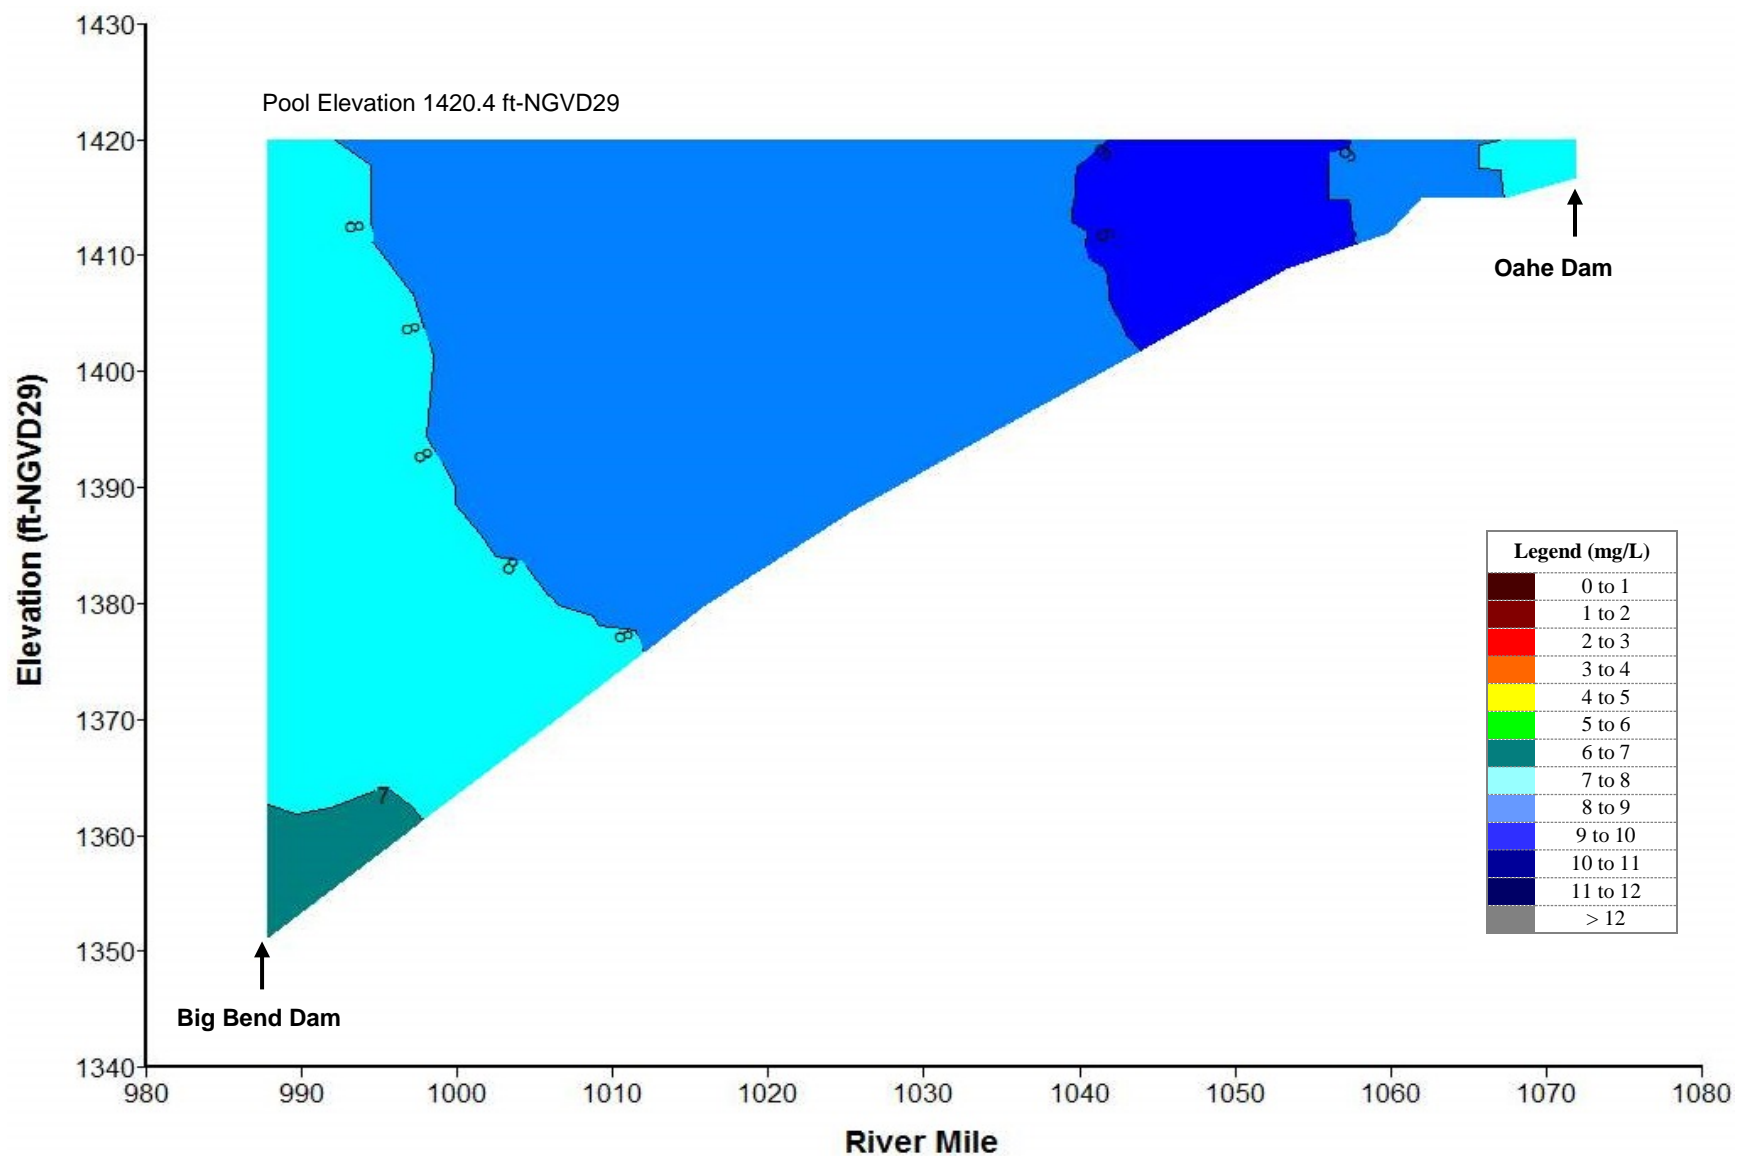 1430
Pool Elevation 1420.4 ft-NGVD29
1420
9
9
8
9
1410
Oahe Dam
8
1400
8
1390
8
8
1380
8
1370
7
1360
1350
1340
Elevation (ft-NGVD29)
Big Bend Dam
Legend (mg/L)
0 to 1
1 to 2
2 to 3
3 to 4
4 to 5
5 to 6
6 to 7
7 to 8
8 to 9
9 to 10
10 to 11
11 to 12
> 12
980 990 1000 1010 1020 1030 1040 1050 1060 1070 1080
River Mile